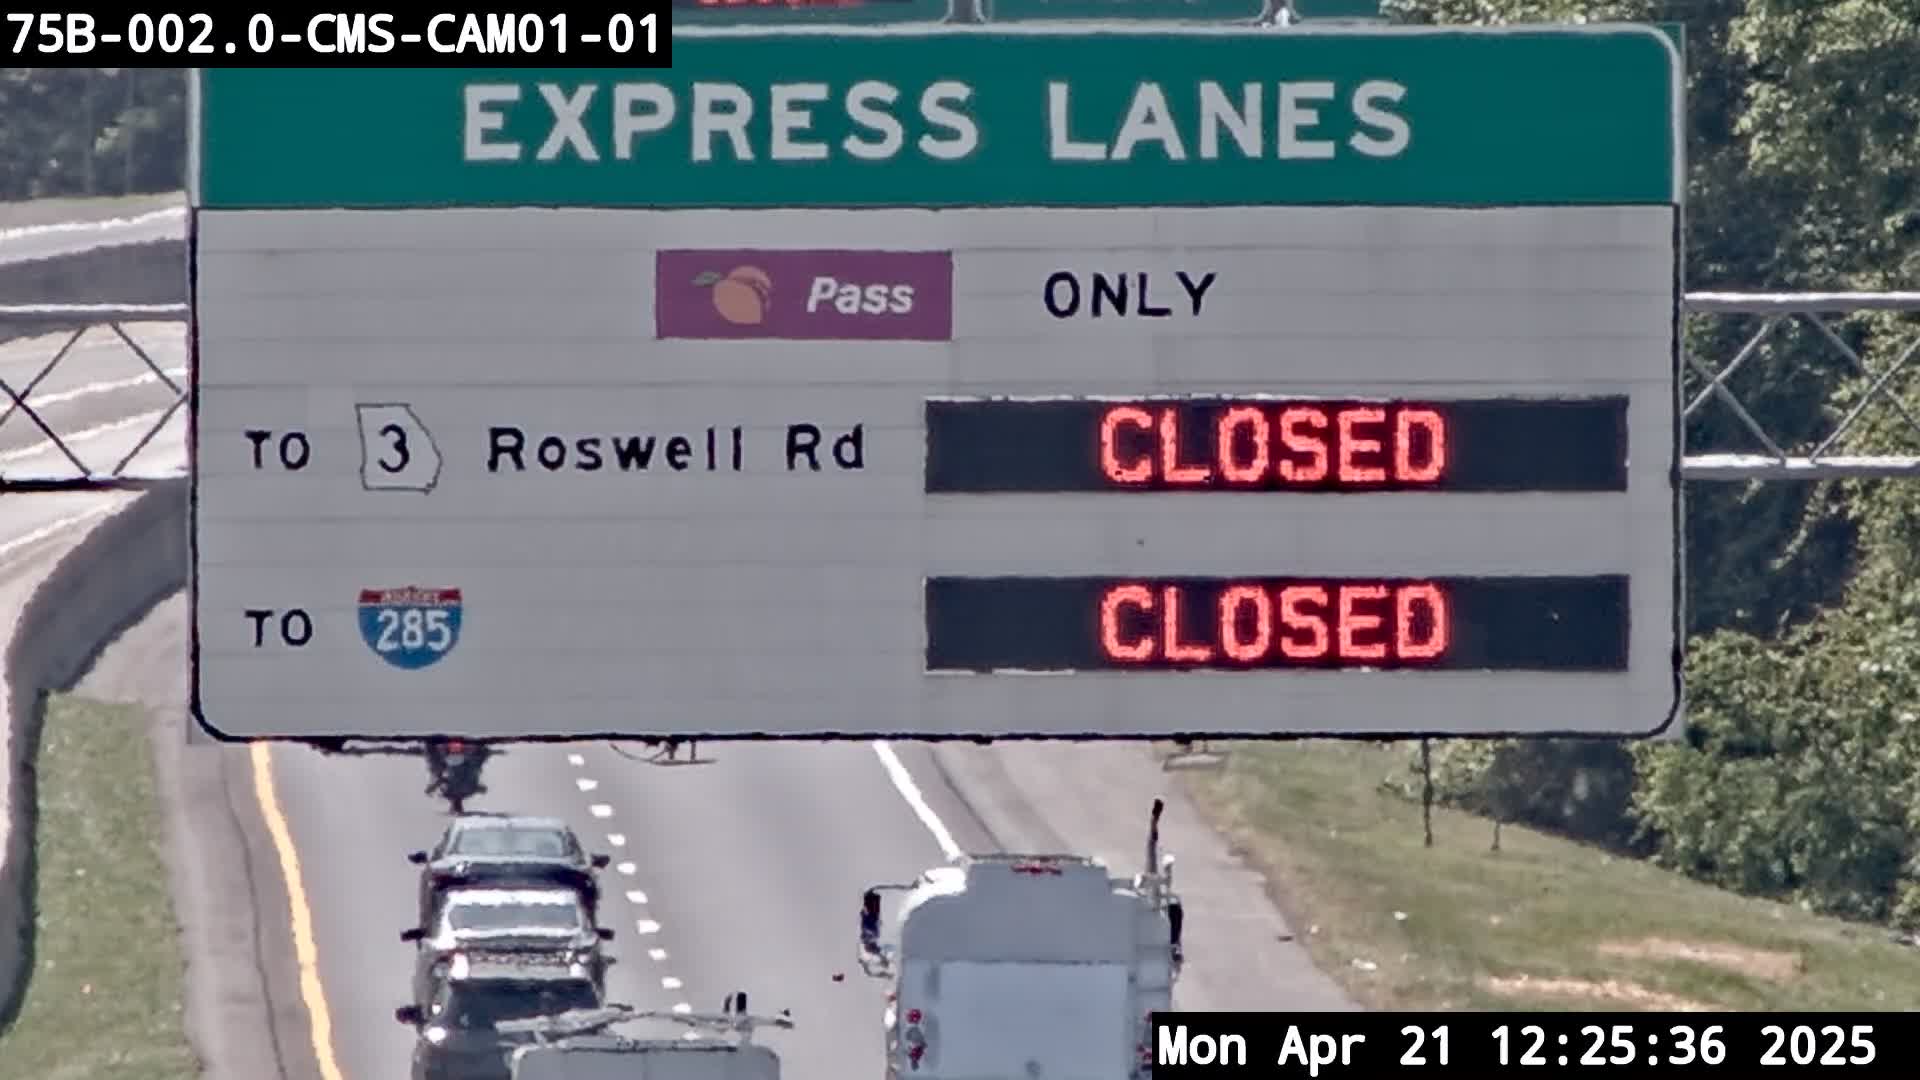 75B-002.0-CMS-CAM01-01
EXPRESS LANES
Pass ONLY
TO 3 Roswell Rd CLOSED
TO 285 CLOSED
Mon Apr 21 12:25:36 2025